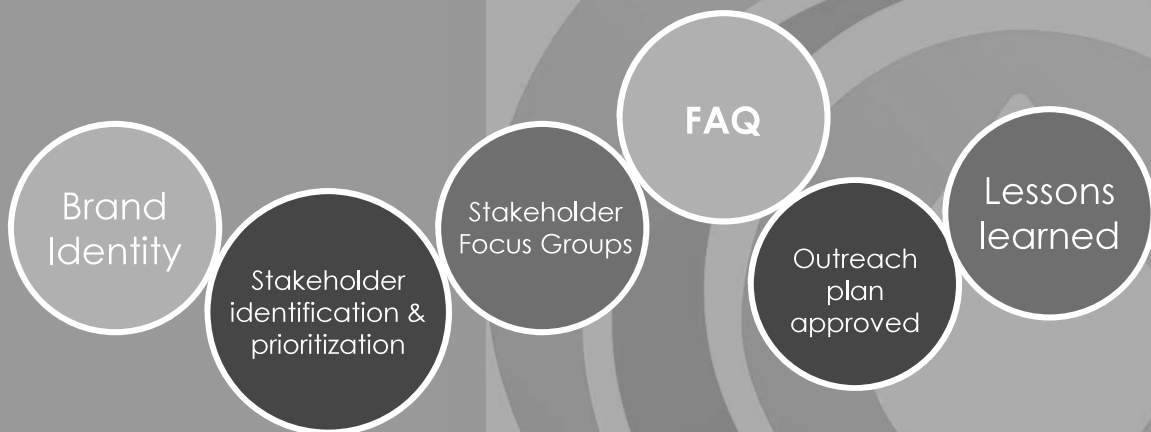 Brand
Identity
Stakeholder
identification &
prioritization
Stakeholder
Focus Groups
FAQ
Outreach
plan
approved
Lessons
learned